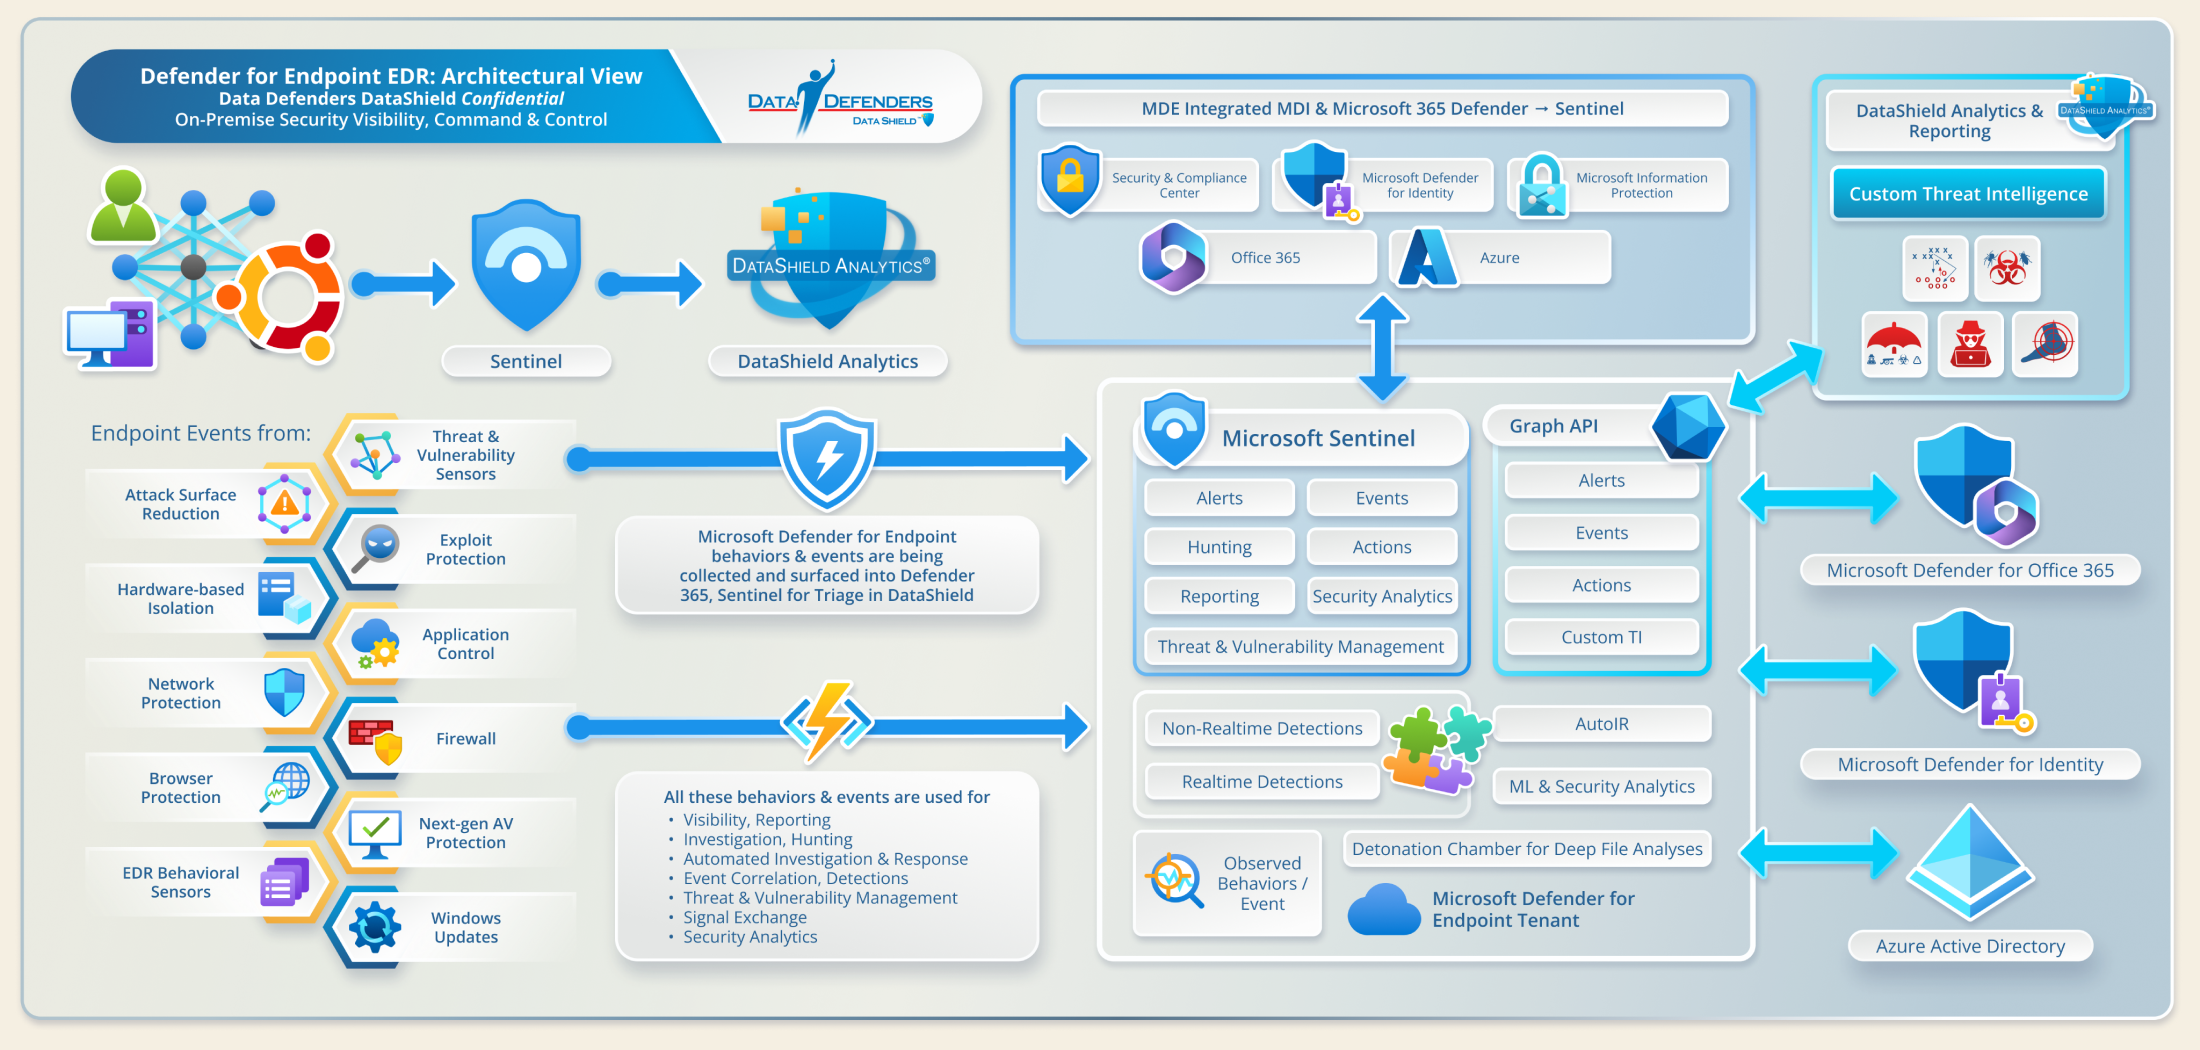 Defender for Endpoint EDR: Architectural View
Data Defenders DataShield Confidential
On-Premise Security Visibility, Command & Control
DATA DEFENDERS
DATA SHIELD
Sentinel
DATASHIELD ANALYTICS®
DataShield Analytics
Endpoint Events from:
Threat &
Vulnerability
Sensors
Attack Surface
Reduction
Exploit
Protection
Hardware-based
Isolation
Application
Control
Network
Protection
Firewall
Browser
Protection
Next-gen AV
Protection
EDR Behavioral
Sensors
Windows
Updates
Microsoft Defender for Endpoint
behaviors & events are being
collected and surfaced into Defender
365, Sentinel for Triage in DataShield
All these behaviors & events are used for
• Visibility, Reporting
• Investigation, Hunting
• Automated Investigation & Response
• Event Correlation, Detections
• Threat & Vulnerability Management
• Signal Exchange
• Security Analytics
MDE Integrated MDI & Microsoft 365 Defender → Sentinel
Security & Compliance
Center
Microsoft Defender
for Identity
Microsoft Information
Protection
Office 365
Azure
Microsoft Sentinel
Alerts
Events
Hunting
Actions
Reporting
Security Analytics
Threat & Vulnerability Management
Graph API
Alerts
Events
Actions
Custom TI
Non-Realtime Detections
Realtime Detections
AutoIR
ML & Security Analytics
Observed
Behaviors /
Event
Detonation Chamber for Deep File Analyses
Microsoft Defender for
Endpoint Tenant
DataShield Analytics &
Reporting
DATASHIELD ANALYTICS®
Custom Threat Intelligence
Microsoft Defender for Office 365
Microsoft Defender for Identity
Azure Active Directory